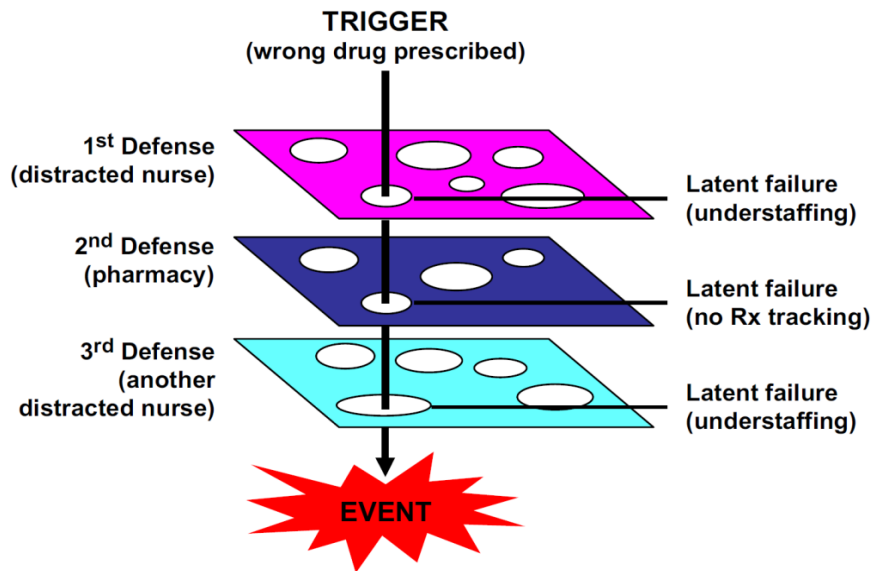 TRIGGER
(wrong drug prescribed)
1st Defense
(distracted nurse)
Latent failure
(understaffing)
2nd Defense
(pharmacy)
Latent failure
(no Rx tracking)
3rd Defense
(another
distracted nurse)
Latent failure
(understaffing)
EVENT